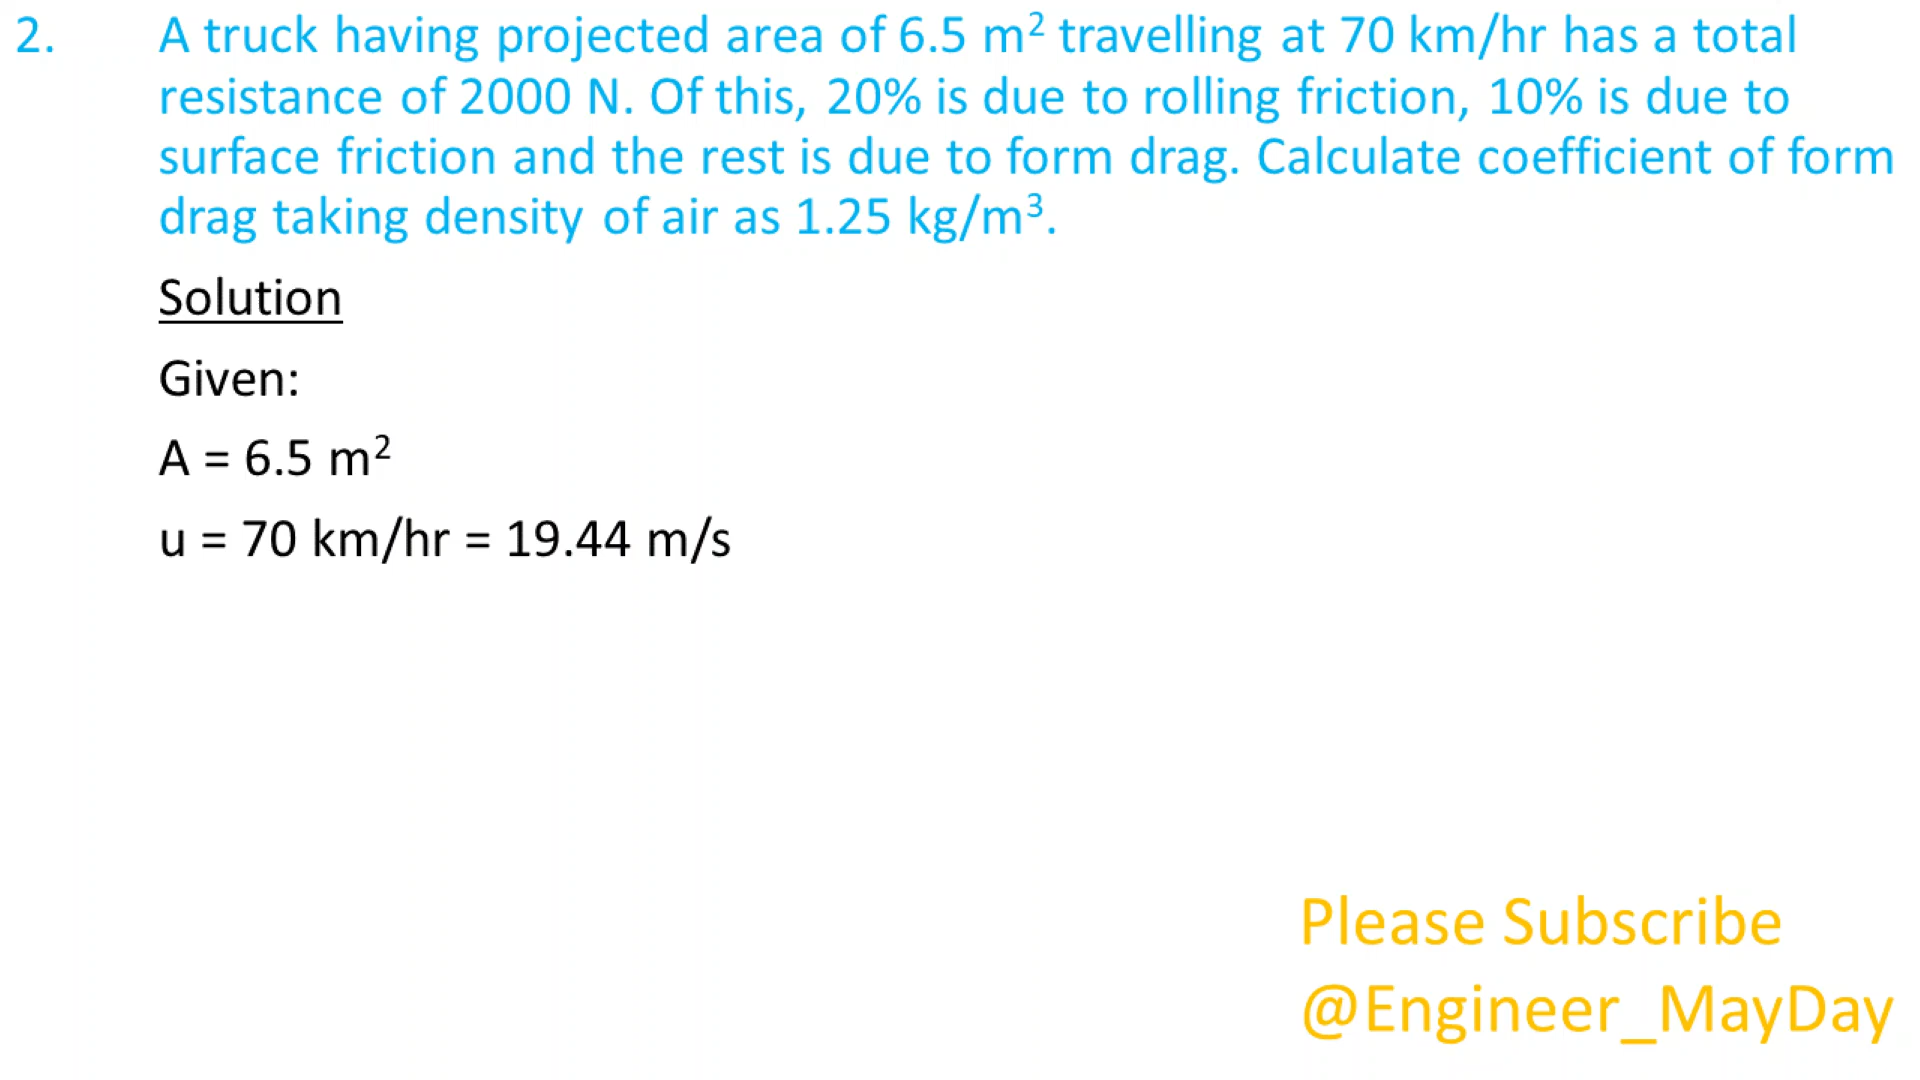 2. A truck having projected area of 6.5 m² travelling at 70 km/hr has a total
resistance of 2000 N. Of this, 20% is due to rolling friction, 10% is due to
surface friction and the rest is due to form drag. Calculate coefficient of form
drag taking density of air as 1.25 kg/m³.
Solution
Given:
A = 6.5 m²
u = 70 km/hr = 19.44 m/s
Please Subscribe
@Engineer_MayDay